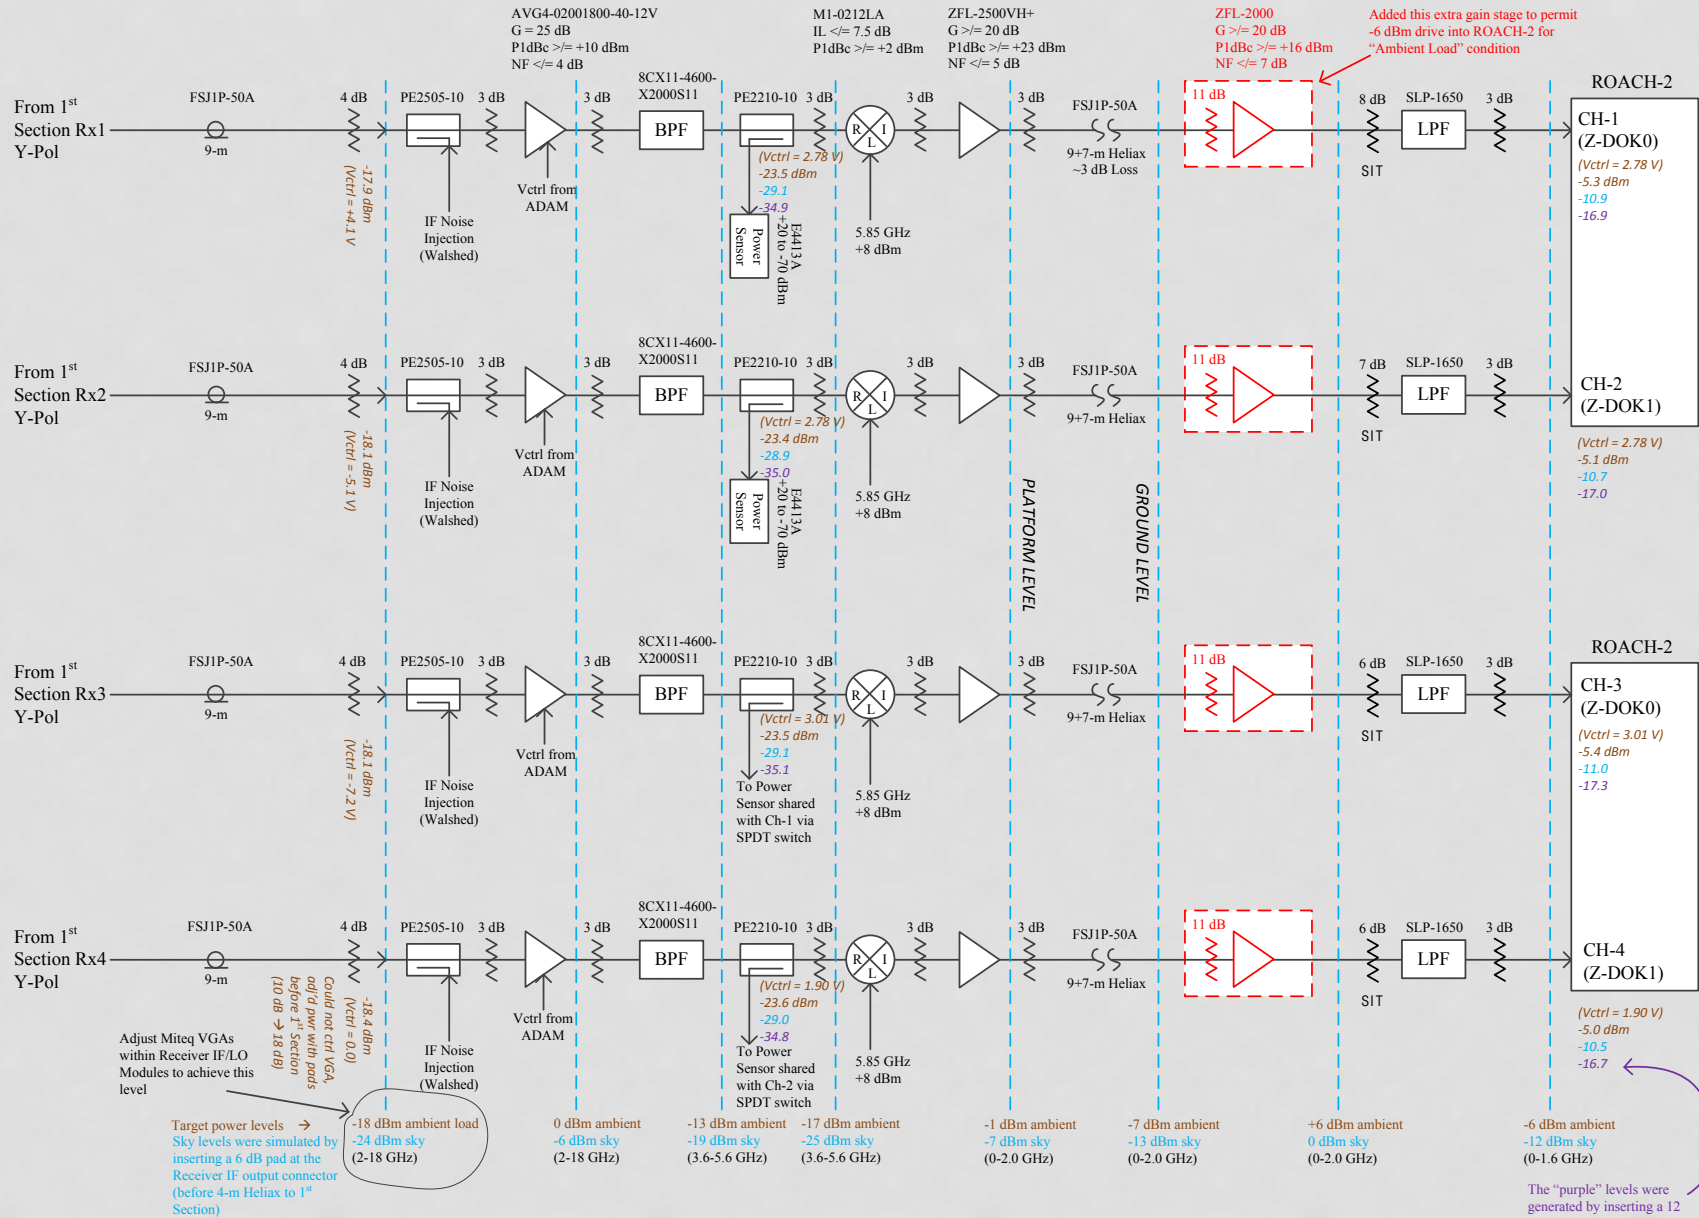 AVG4-02001800-40-12V
G = 25 dB
P1dBc >/= +10 dBm
NF </= 4 dB
M1-0212LA
IL </= 7.5 dB
P1dBc >/= +2 dBm
ZFL-2500VH+
G >/= 20 dB
P1dBc >/= +23 dBm
NF </= 5 dB
ZFL-2000
G >/= 20 dB
P1dBc >/= +16 dBm
NF </= 7 dB
Added this extra gain stage to permit
-6 dBm drive into ROACH-2 for
“Ambient Load” condition
From 1st
Section Rx1
Y-Pol
FSJ1P-50A
9-m
4 dB
-17.9 dBm
(Vctrl = +4.1 V
PE2505-10
IF Noise
Injection
(Walshed)
3 dB
Vctrl from
ADAM
3 dB
8CX11-4600-
X2000S11
BPF
PE2210-10
(Vctrl = 2.78 V)
-23.5 dBm
-29.1
-34.9
Power
Sensor
E4413A
+20 to -70 dBm
3 dB
R
I
L
5.85 GHz
+8 dBm
3 dB
3 dB
FSJ1P-50A
9+7-m Heliax
~3 dB Loss
11 dB
8 dB
SIT
SLP-1650
LPF
3 dB
ROACH-2
CH-1
(Z-DOK0)
(Vctrl = 2.78 V)
-5.3 dBm
-10.9
-16.9
From 1st
Section Rx2
Y-Pol
FSJ1P-50A
9-m
4 dB
-18.1 dBm
(Vctrl = -5.1 V)
PE2505-10
IF Noise
Injection
(Walshed)
3 dB
Vctrl from
ADAM
3 dB
8CX11-4600-
X2000S11
BPF
PE2210-10
(Vctrl = 2.78 V)
-23.4 dBm
-28.9
-35.0
Power
Sensor
E4413A
+20 to -70 dBm
3 dB
R
I
L
5.85 GHz
+8 dBm
3 dB
3 dB
FSJ1P-50A
9+7-m Heliax
11 dB
7 dB
SIT
SLP-1650
LPF
3 dB
CH-2
(Z-DOK1)
(Vctrl = 2.78 V)
-5.1 dBm
-10.7
-17.0
PLATFORM LEVEL
GROUND LEVEL
From 1st
Section Rx3
Y-Pol
FSJ1P-50A
9-m
4 dB
-18.1 dBm
(Vctrl = -7.2 V)
PE2505-10
IF Noise
Injection
(Walshed)
3 dB
Vctrl from
ADAM
3 dB
8CX11-4600-
X2000S11
BPF
PE2210-10
(Vctrl = 3.01 V)
-23.5 dBm
-29.1
-35.1
To Power
Sensor shared
with Ch-1 via
SPDT switch
3 dB
R
I
L
5.85 GHz
+8 dBm
3 dB
3 dB
FSJ1P-50A
9+7-m Heliax
11 dB
6 dB
SIT
SLP-1650
LPF
3 dB
ROACH-2
CH-3
(Z-DOK0)
(Vctrl = 3.01 V)
-5.4 dBm
-11.0
-17.3
From 1st
Section Rx4
Y-Pol
FSJ1P-50A
9-m
4 dB
-18.4 dBm
(Vctrl = 0.0)
Could not ctrl VGA,
adj'd pwr with pads
before 1st Section
(10 dB → 18 dB)
PE2505-10
IF Noise
Injection
(Walshed)
3 dB
Vctrl from
ADAM
3 dB
8CX11-4600-
X2000S11
BPF
PE2210-10
(Vctrl = 1.90 V)
-23.6 dBm
-29.0
-34.8
To Power
Sensor shared
with Ch-2 via
SPDT switch
3 dB
R
I
L
5.85 GHz
+8 dBm
3 dB
3 dB
FSJ1P-50A
9+7-m Heliax
11 dB
6 dB
SIT
SLP-1650
LPF
3 dB
CH-4
(Z-DOK1)
(Vctrl = 1.90 V)
-5.0 dBm
-10.5
-16.7
Adjust Miteq VGAs
within Receiver IF/LO
Modules to achieve this
level
Target power levels →
Sky levels were simulated by
inserting a 6 dB pad at the
Receiver IF output connector
(before 4-m Heliax to 1st
Section)
-18 dBm ambient load
-24 dBm sky
(2-18 GHz)
0 dBm ambient
-6 dBm sky
(2-18 GHz)
-13 dBm ambient
-19 dBm sky
(3.6-5.6 GHz)
-17 dBm ambient
-25 dBm sky
(3.6-5.6 GHz)
-1 dBm ambient
-7 dBm sky
(0-2.0 GHz)
-7 dBm ambient
-13 dBm sky
(0-2.0 GHz)
+6 dBm ambient
0 dBm sky
(0-2.0 GHz)
-6 dBm ambient
-12 dBm sky
(0-1.6 GHz)
The “purple” levels were
generated by inserting a 12